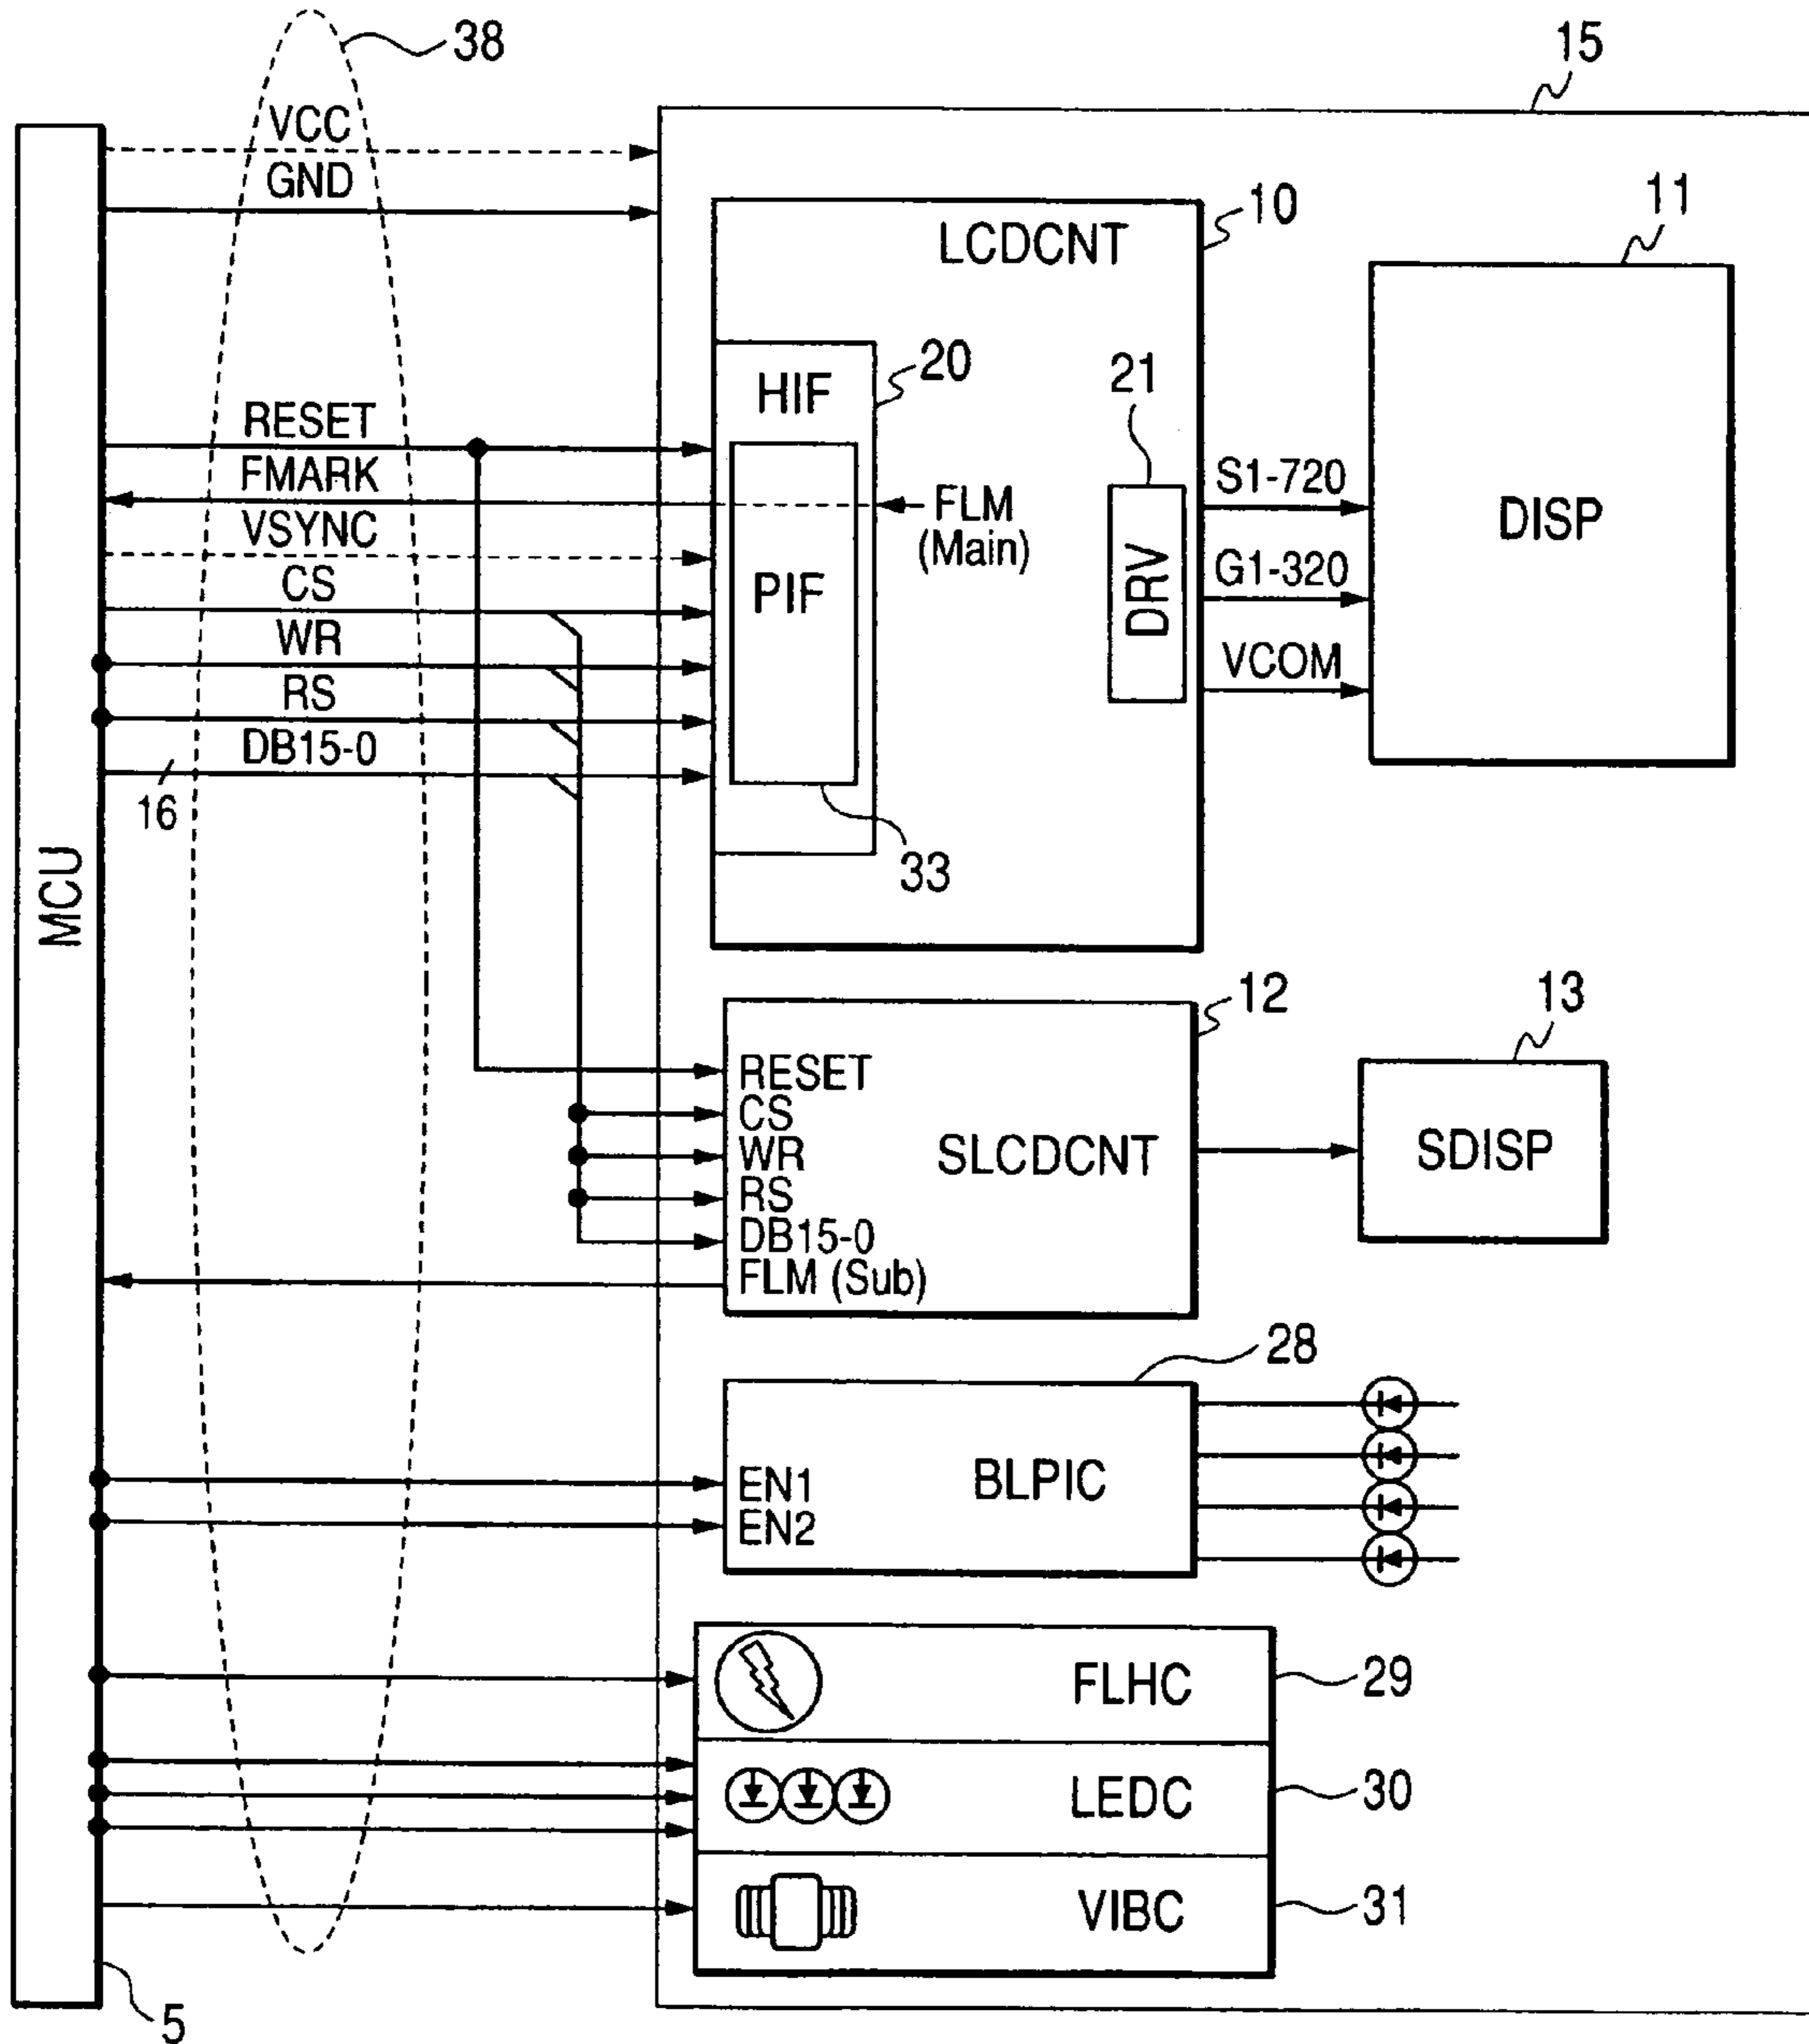 38
15
VCC
GND
10
11
LCDCNT
20
HIF
21
RESET
FMARK
FLM
(Main)
S1-720
DISP
VSYNC
CS
PIF
DRV
G1-320
WR
VCOM
RS
DB15-0
16
33
MCU
12
13
RESET
CS
WR
SLCDCNT
SDISP
RS
DB15-0
FLM (Sub)
28
EN1
BLPIC
EN2
FLHC
29
LEDC
30
VIBC
31
5